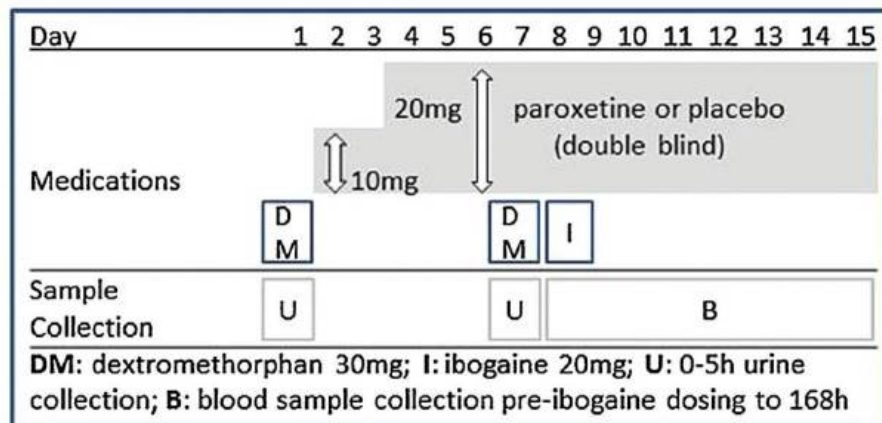 Day 1 2 3 4 5 6 7 8 9 10 11 12 13 14 15
20mg paroxetine or placebo
(double blind)
Medications 10mg
D D
M M I
Sample
Collection U U B
DM: dextromethorphan 30mg; I: ibogaine 20mg; U: 0-5h urine
collection; B: blood sample collection pre-ibogaine dosing to 168h